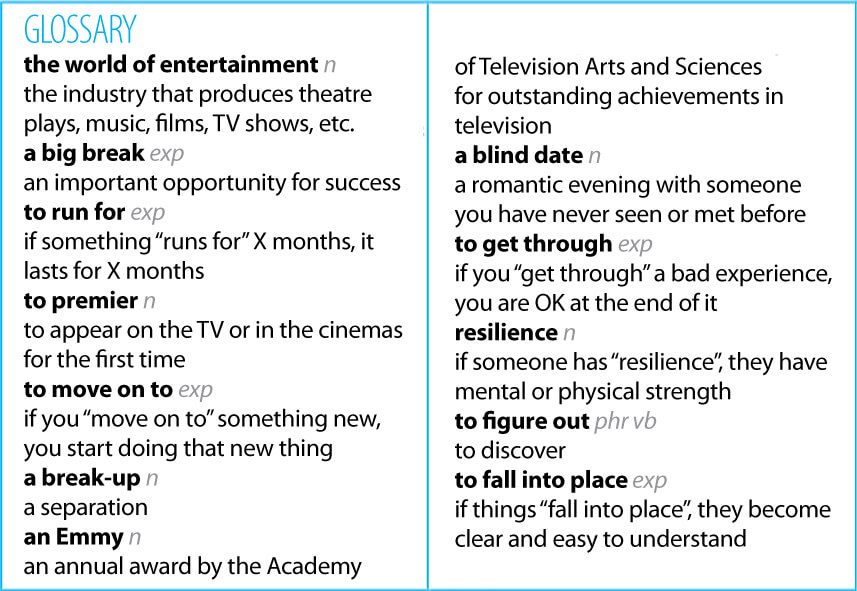 GLOSSARY
the world of entertainment n
the industry that produces theatre
plays, music, films, TV shows, etc.
a big break exp
an important opportunity for success
to run for exp
if something “runs for” X months, it
lasts for X months
to premier n
to appear on the TV or in the cinemas
for the first time
to move on to exp
if you “move on to” something new,
you start doing that new thing
a break-up n
a separation
an Emmy n
an annual award by the Academy
of Television Arts and Sciences
for outstanding achievements in
television
a blind date n
a romantic evening with someone
you have never seen or met before
to get through exp
if you “get through” a bad experience,
you are OK at the end of it
resilience n
if someone has “resilience”, they have
mental or physical strength
to figure out phr vb
to discover
to fall into place exp
if things “fall into place”, they become
clear and easy to understand